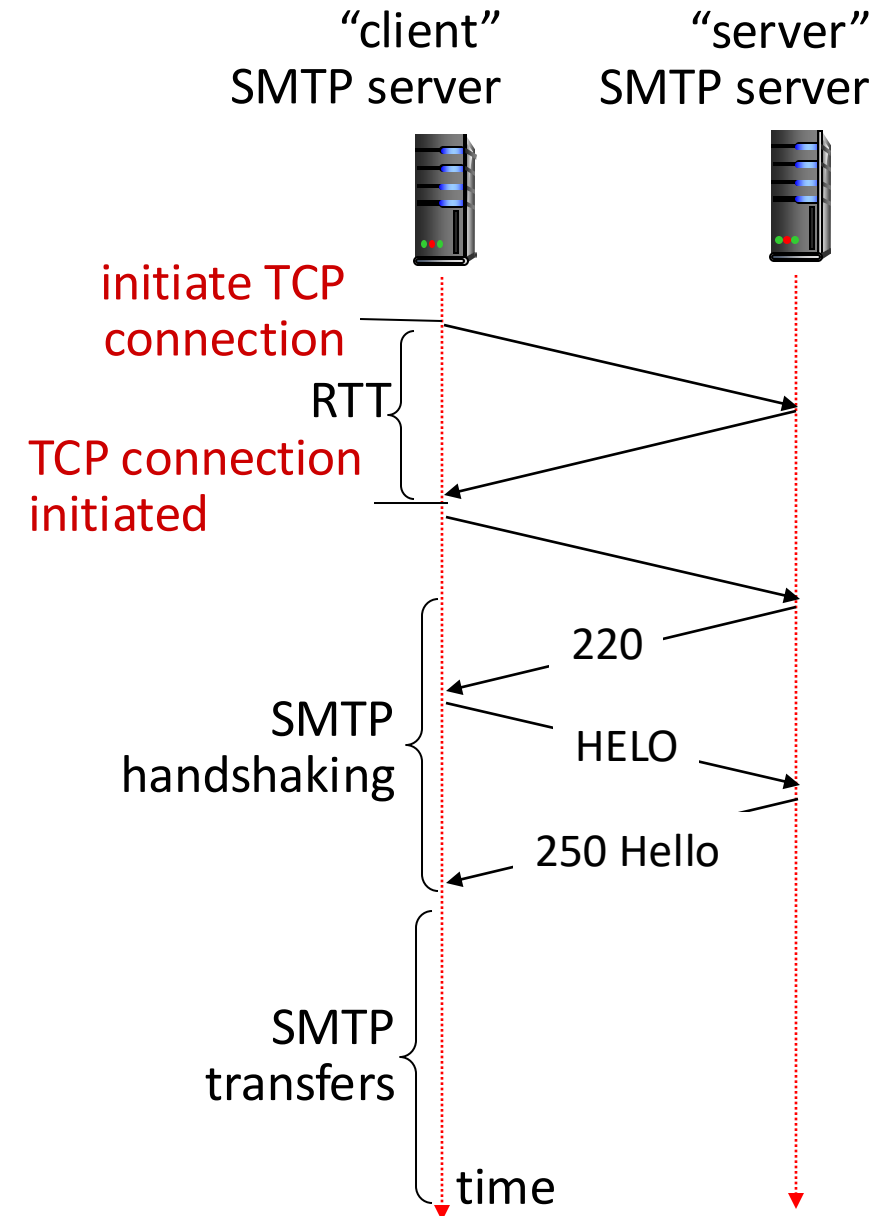 “client”
SMTP server
“server”
SMTP server
initiate TCP
connection
RTT
TCP connection
initiated
220
SMTP
handshaking
HELO
250 Hello
SMTP
transfers
time